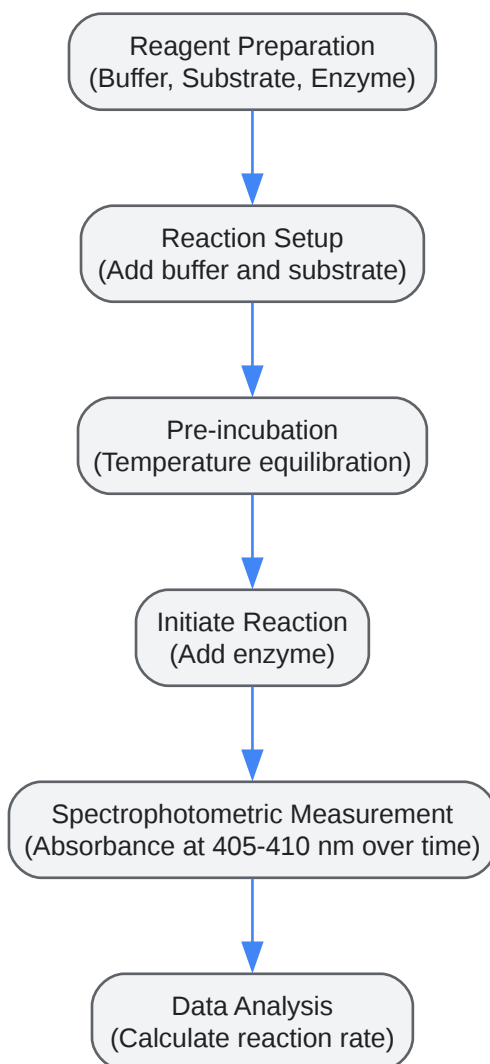 Reagent Preparation
(Buffer, Substrate, Enzyme)
Reaction Setup
(Add buffer and substrate)
Pre-incubation
(Temperature equilibration)
Initiate Reaction
(Add enzyme)
Spectrophotometric Measurement
(Absorbance at 405-410 nm over time)
Data Analysis
(Calculate reaction rate)